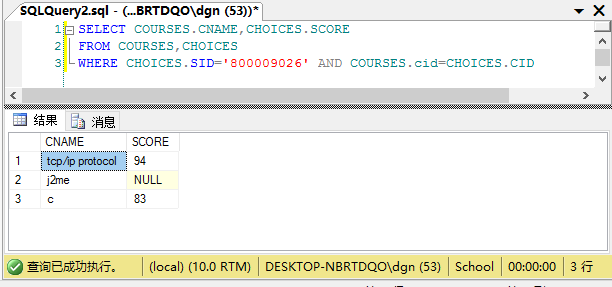 SQLQuery2.sql - (...BRTDQO\dgn (53))*
1 SELECT COURSES.CNAME,CHOICES.SCORE
2 FROM COURSES,CHOICES
3 WHERE CHOICES.SID='800009026' AND COURSES.cid=CHOICES.CID
结果 消息
CNAME SCORE
1 tcp/ip protocol 94
2 j2me NULL
3 c 83
查询已成功执行。 (local) (10.0 RTM) DESKTOP-NBRTDQO\dgn (53) School 00:00:00 3 行